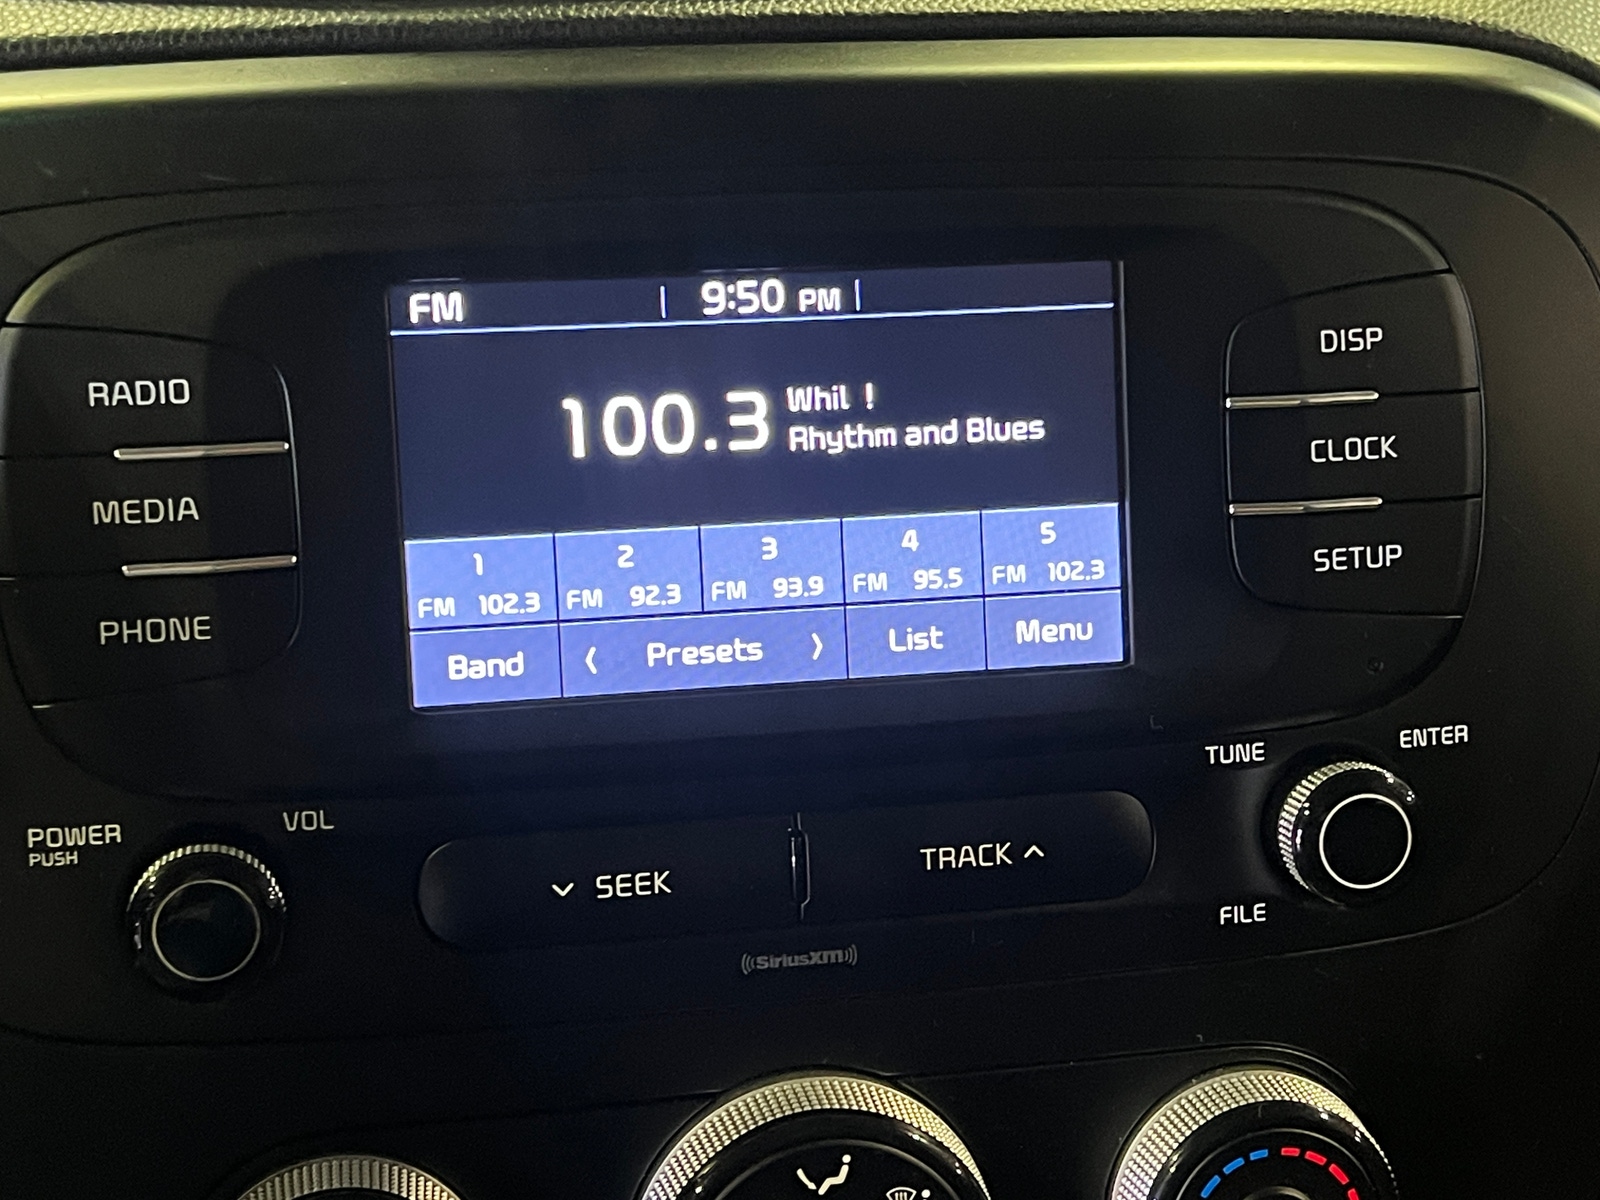 FM 9:50 PM
100.3 Whil !
Rhythm and Blues
1 2 3 4 5
FM 102.3 FM 92.3 FM 93.9 FM 95.5 FM 102.3
Band ‹ Presets › List Menu
RADIO
MEDIA
PHONE
DISP
CLOCK
SETUP
POWER
PUSH
VOL
SEEK
TRACK
TUNE
ENTER
FILE
SiriusXM